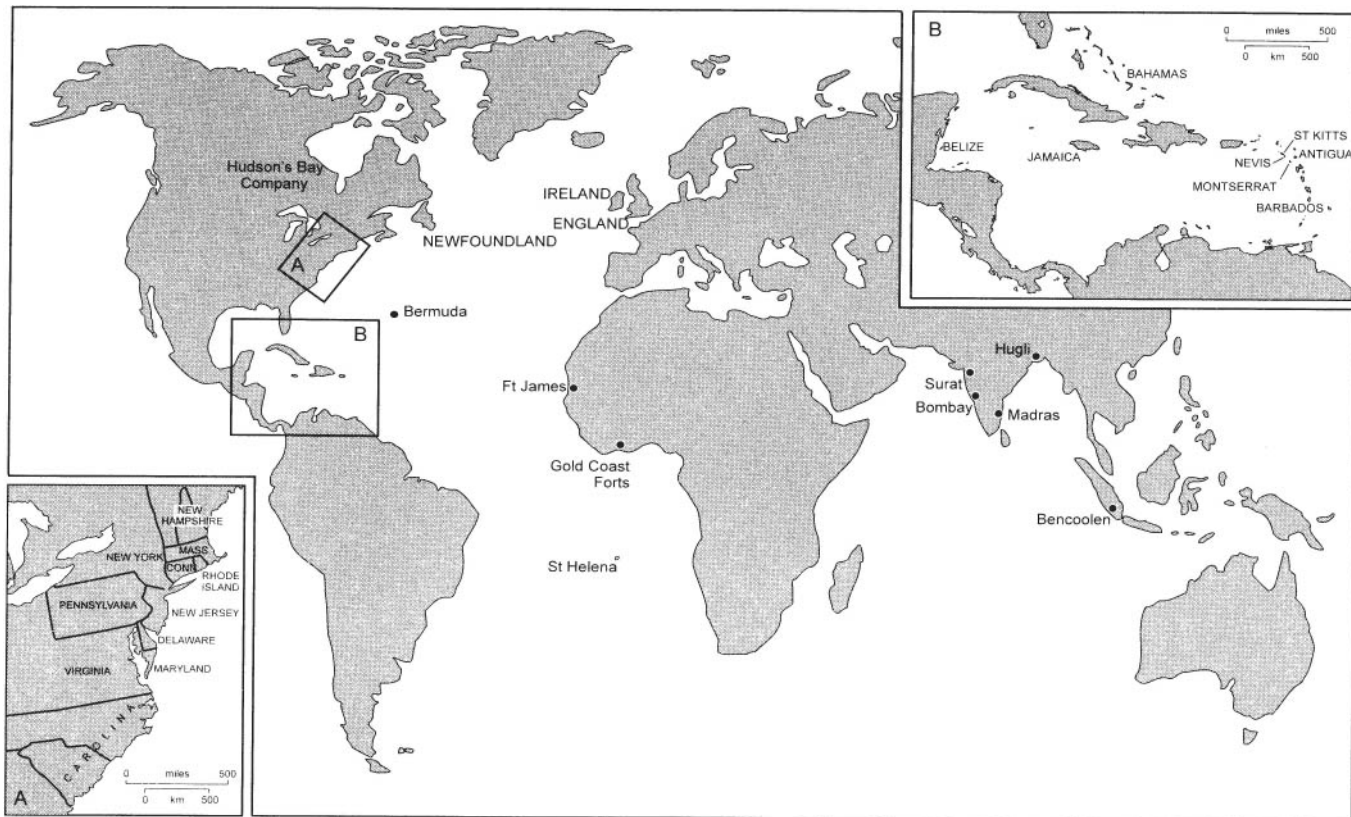 Hudson's Bay
Company
IRELAND
ENGLAND
NEWFOUNDLAND
A
Bermuda
B
Ft James
Gold Coast
Forts
St Helena
Hugli
Surat
Bombay
Madras
Bencoolen
B
0 miles 500
0 km 500
BAHAMAS
BELIZE
JAMAICA
ST KITTS
NEVIS
ANTIGUA
MONTSERRAT
BARBADOS
NEW
HAMPSHIRE
MASS
NEW YORK
CONN
RHODE
ISLAND
PENNSYLVANIA
NEW JERSEY
DELAWARE
MARYLAND
VIRGINIA
CAROLINA
0 miles 500
0 km 500
A